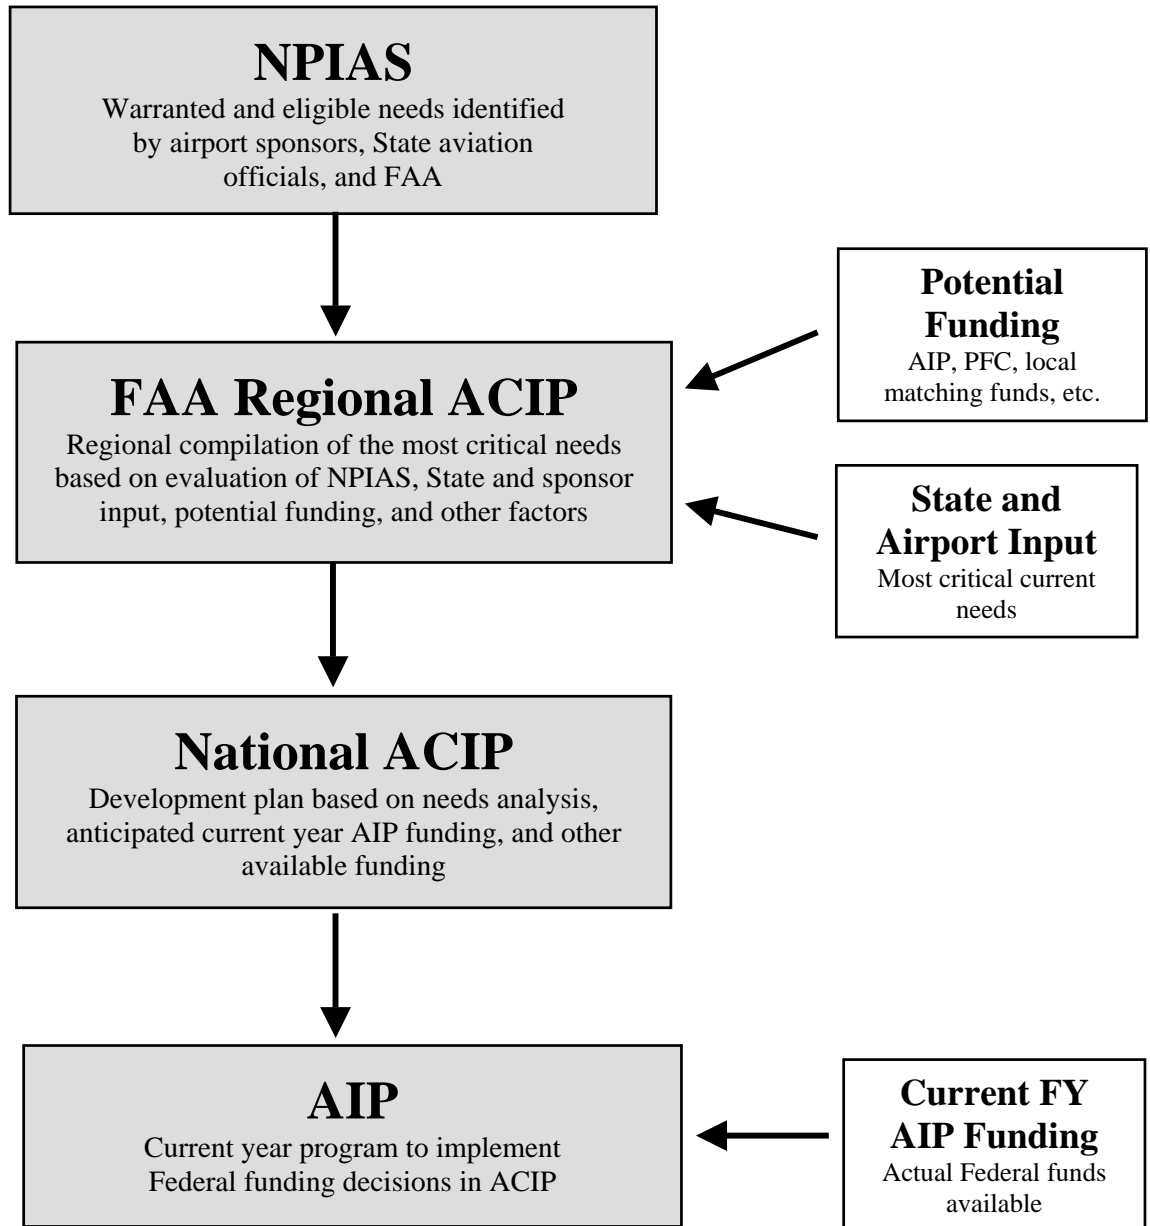 NPIAS
Warranted and eligible needs identified
by airport sponsors, State aviation
officials, and FAA
Potential
Funding
AIP, PFC, local
matching funds, etc.
FAA Regional ACIP
Regional compilation of the most critical needs
based on evaluation of NPIAS, State and sponsor
input, potential funding, and other factors
State and
Airport Input
Most critical current
needs
National ACIP
Development plan based on needs analysis,
anticipated current year AIP funding, and other
available funding
AIP
Current year program to implement
Federal funding decisions in ACIP
Current FY
AIP Funding
Actual Federal funds
available